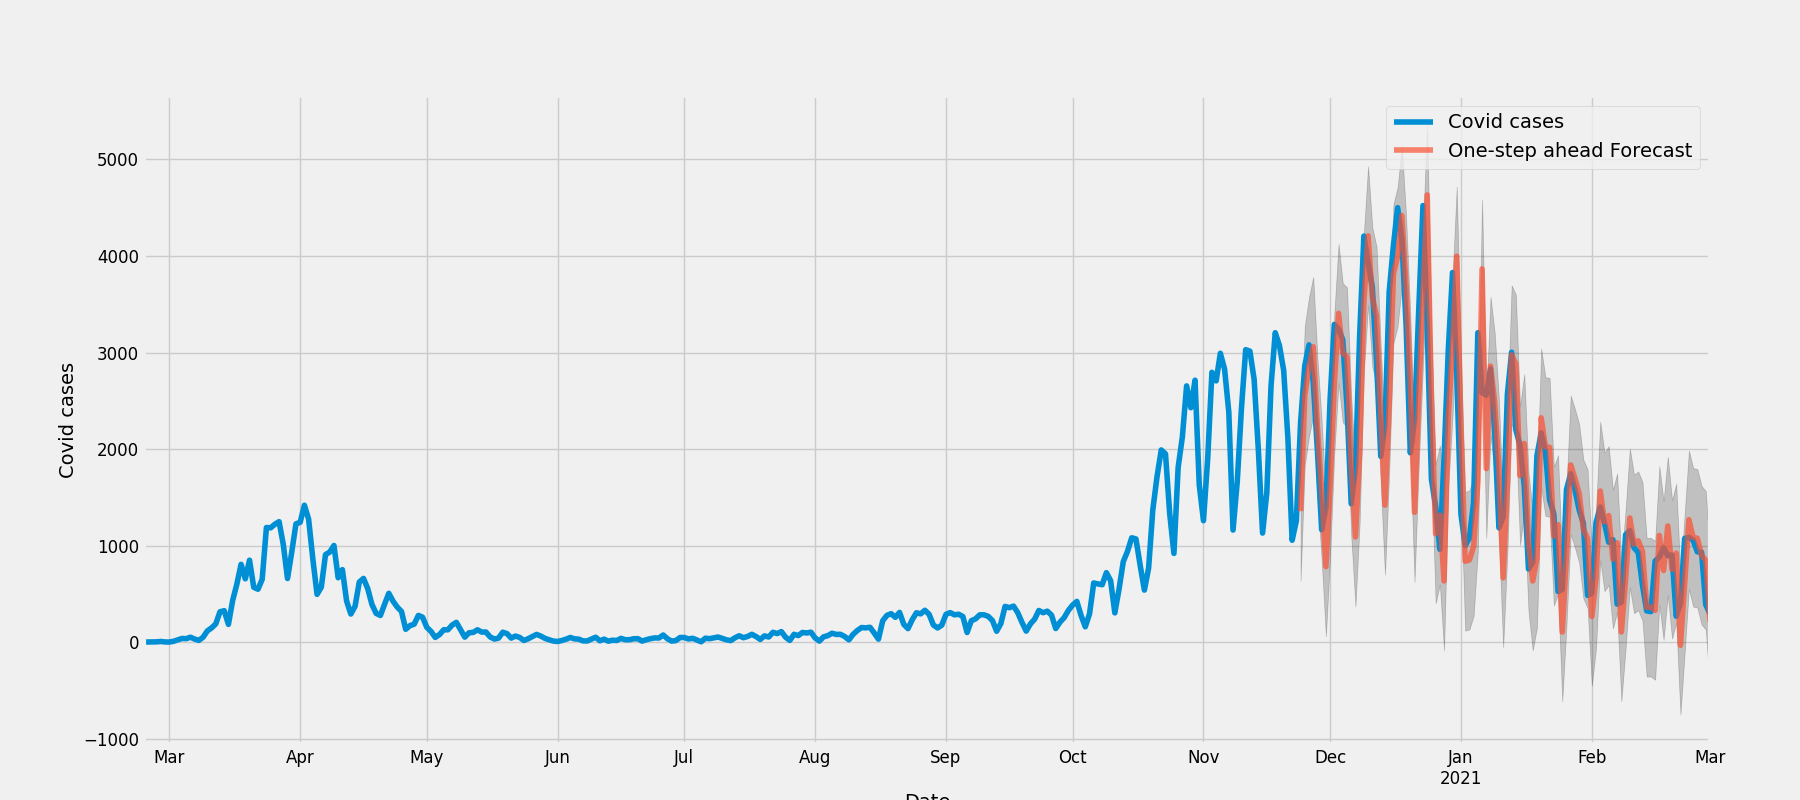 Covid cases
One-step ahead Forecast
5000
4000
3000
2000
1000
0
−1000
Covid cases
Mar Apr May Jun Jul Aug Sep Oct Nov Dec Jan Feb Mar
2021
Date